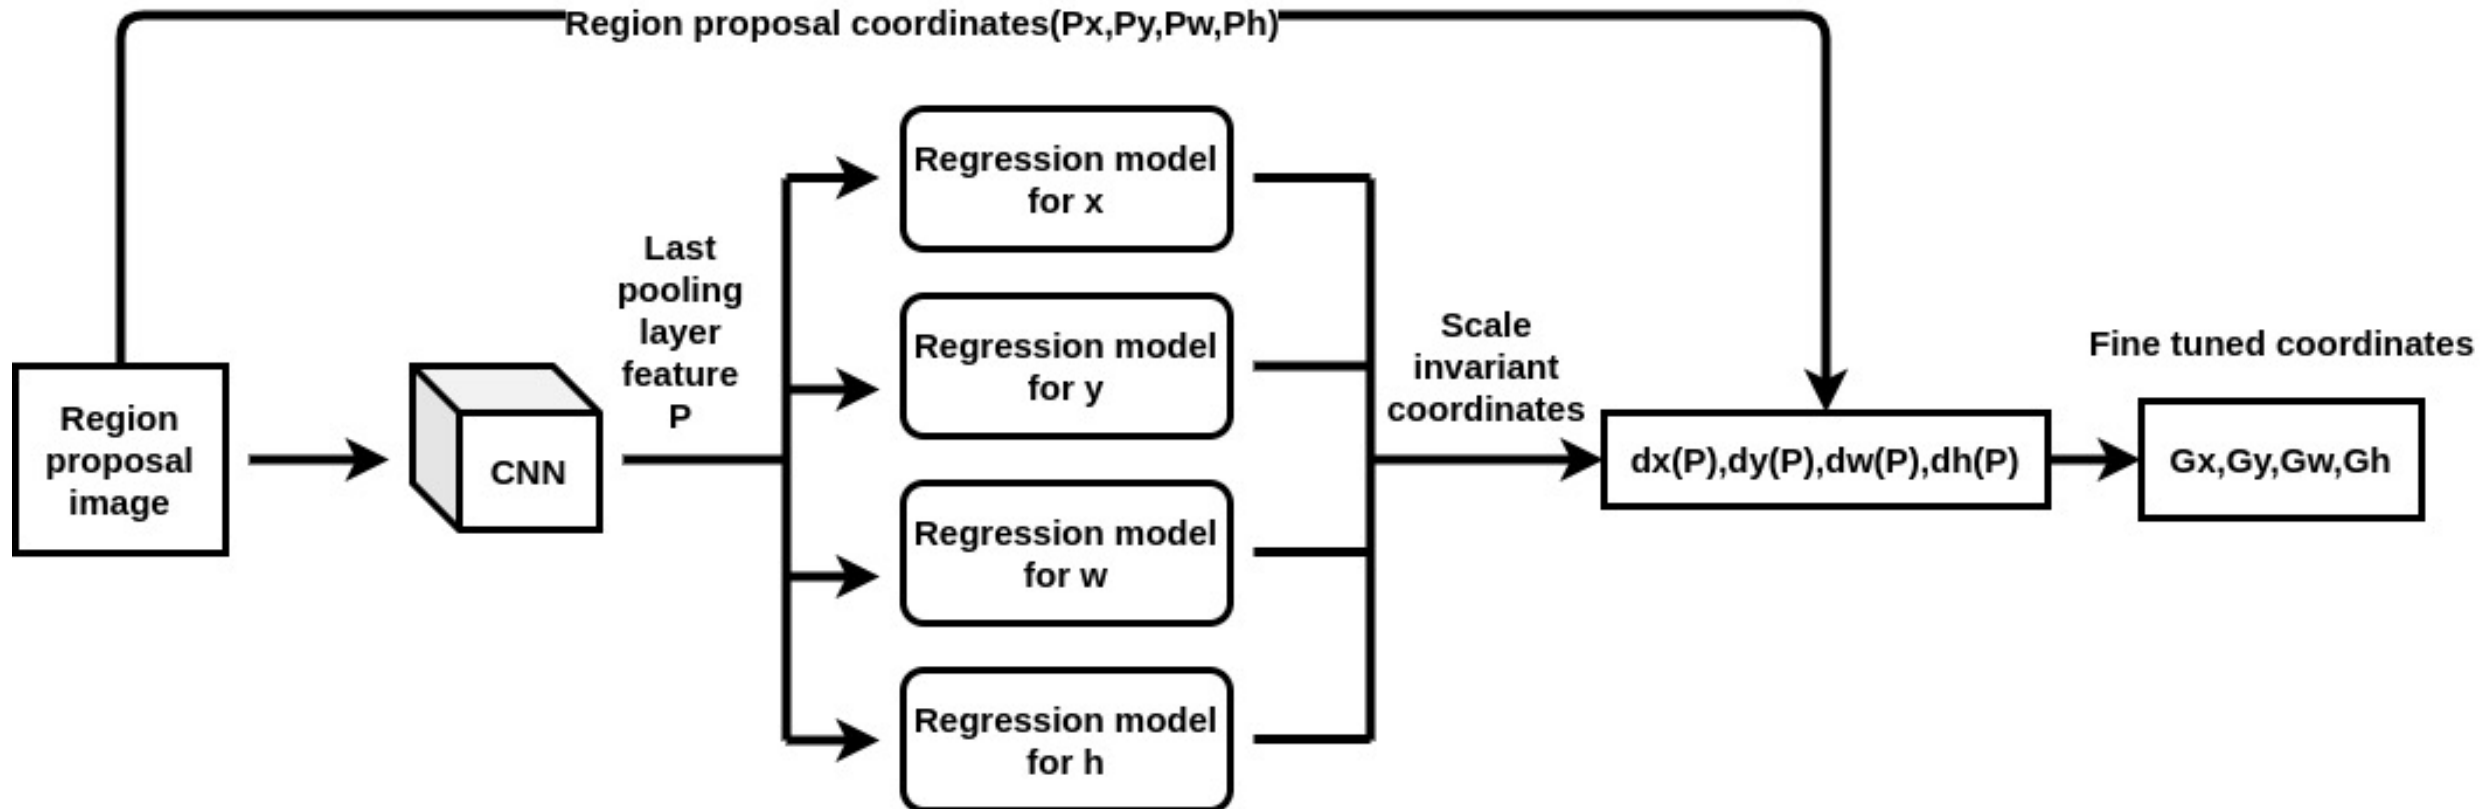 Region proposal coordinates(Px,Py,Pw,Ph)
Region
proposal
image
CNN
Last
pooling
layer
feature
P
Regression model
for x
Regression model
for y
Regression model
for w
Regression model
for h
Scale
invariant
coordinates
dx(P),dy(P),dw(P),dh(P)
Fine tuned coordinates
Gx,Gy,Gw,Gh